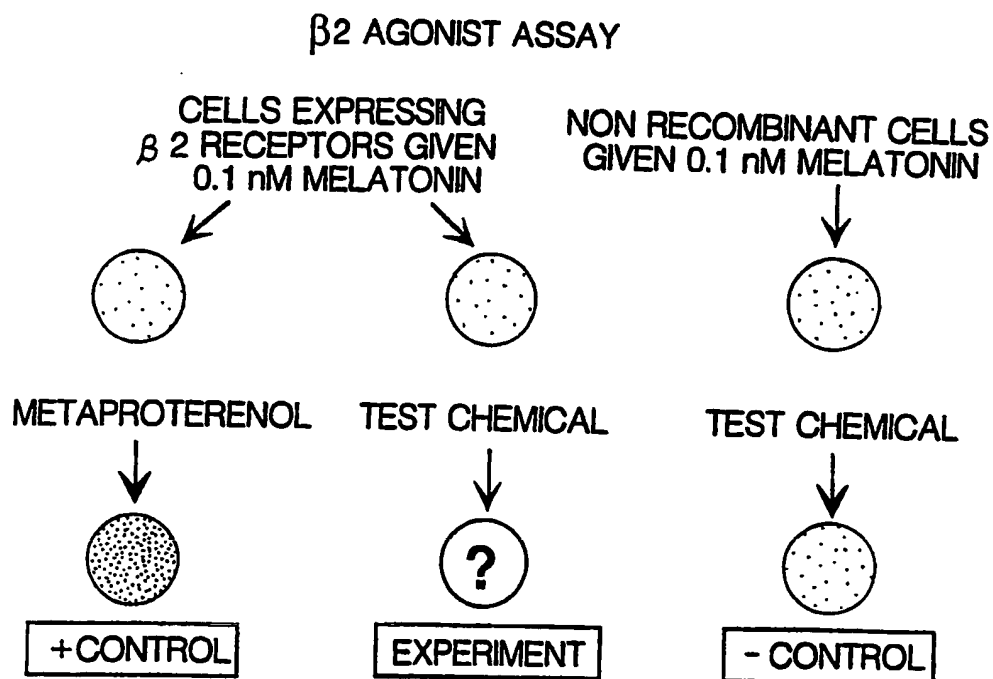 β2 AGONIST ASSAY
CELLS EXPRESSING
β 2 RECEPTORS GIVEN
0.1 nM MELATONIN
NON RECOMBINANT CELLS
GIVEN 0.1 nM MELATONIN
METAPROTERENOL
TEST CHEMICAL
TEST CHEMICAL
?
+CONTROL
EXPERIMENT
- CONTROL